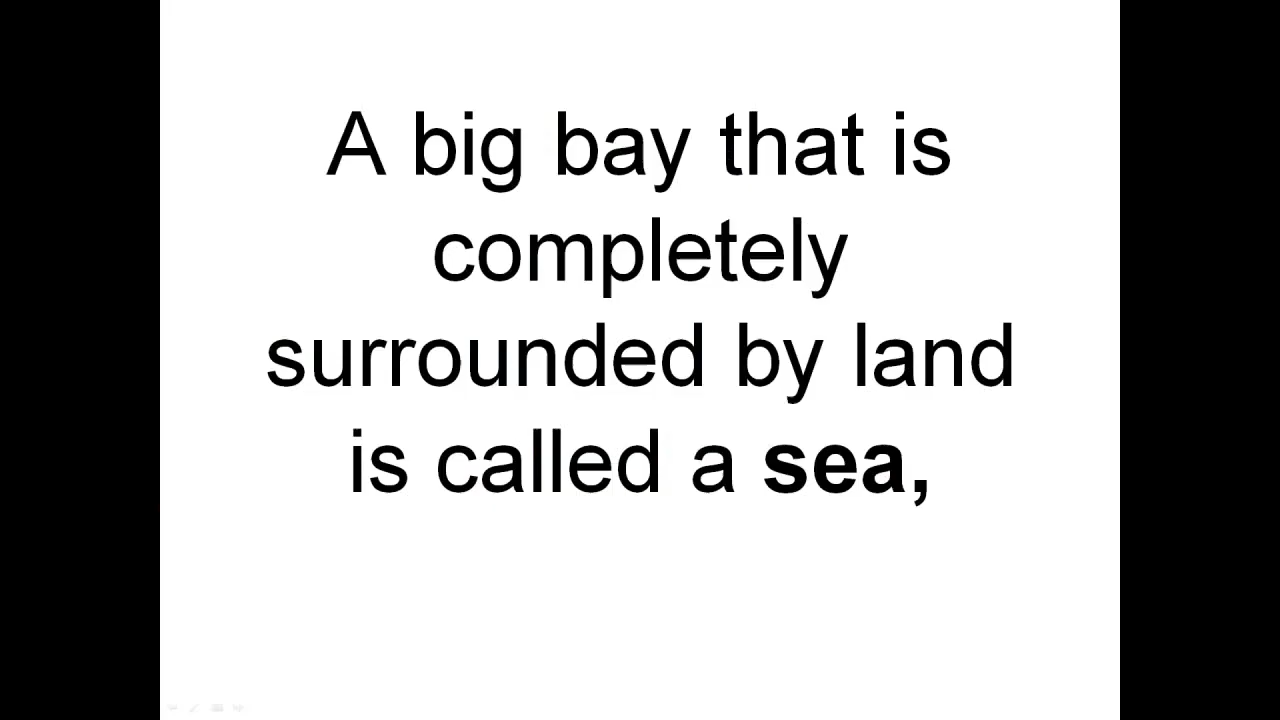 A big bay that is
completely
surrounded by land
is called a sea,